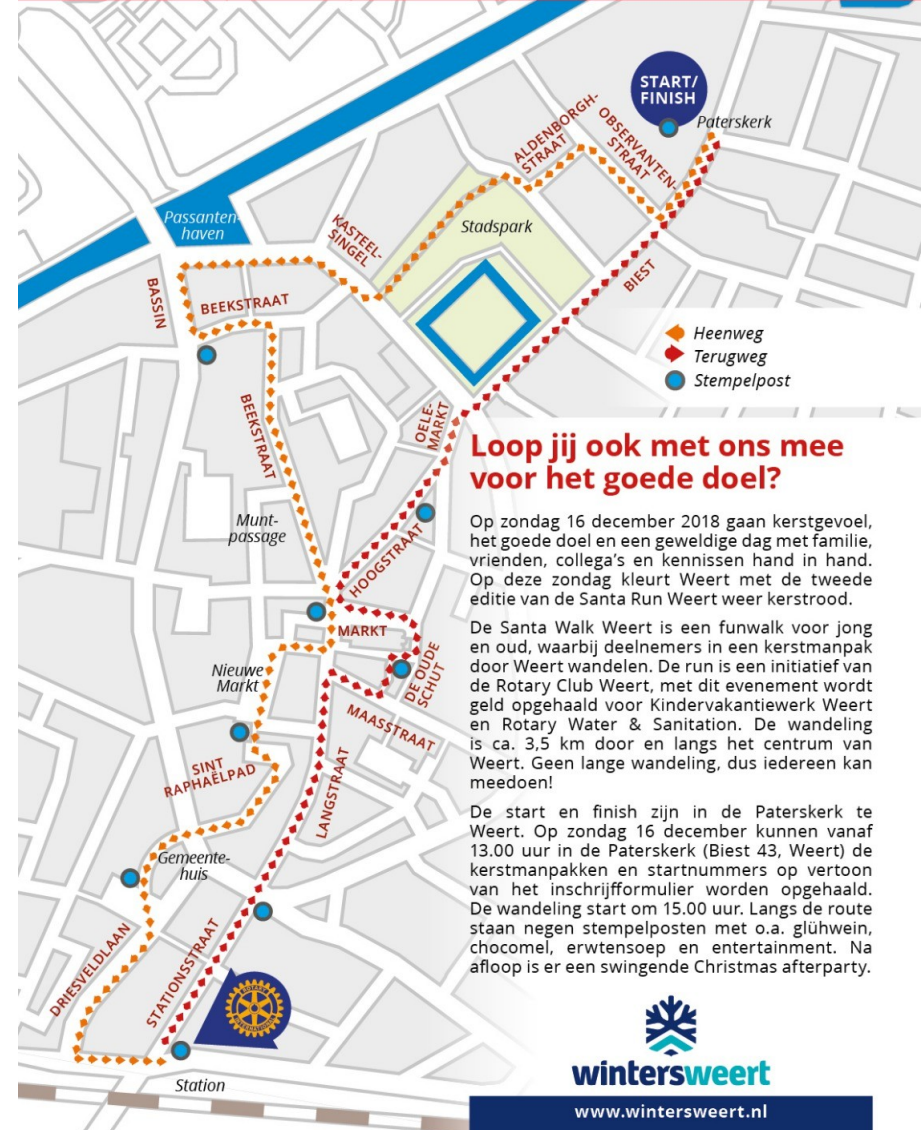 START/
FINISH
Paterskerk
ALDENBORGH-
STRAAT
OBSERVANTEN-
STRAAT
Stadspark
KASTEEL-
SINGEL
Passanten-
haven
BASSIN
BEEKSTRAAT
BIEST
Heenweg
Terugweg
Stempelpost
BEEKSTRAAT
OELE-
MARKT
Munt-
passage
HOOGSTRAAT
MARKT
Nieuwe
Markt
DE OUDE
SCHUT
MAASSTRAAT
SINT
RAPHAËLPAD
LANGSTRAAT
Gemeente-
huis
DRIESVELDLAAN
STATIONSSTRAAT
ROTARY
INTERNATIONAL
Station
Loop jij ook met ons mee
voor het goede doel?
Op zondag 16 december 2018 gaan kerstgevoel,
het goede doel en een geweldige dag met familie,
vrienden, collega’s en kennissen hand in hand.
Op deze zondag kleurt Weert met de tweede
editie van de Santa Run Weert weer kerstrood.
De Santa Walk Weert is een funwalk voor jong
en oud, waarbij deelnemers in een kerstmanpak
door Weert wandelen. De run is een initiatief van
de Rotary Club Weert, met dit evenement wordt
geld opgehaald voor Kindervakantiewerk Weert
en Rotary Water & Sanitation. De wandeling
is ca. 3,5 km door en langs het centrum van
Weert. Geen lange wandeling, dus iedereen kan
meedoen!
De start en finish zijn in de Paterskerk te
Weert. Op zondag 16 december kunnen vanaf
13.00 uur in de Paterskerk (Biest 43, Weert) de
kerstmanpakken en startnummers op vertoon
van het inschrijfformulier worden opgehaald.
De wandeling start om 15.00 uur. Langs de route
staan negen stempelposten met o.a. glühwein,
chocomel, erwtensoep en entertainment. Na
afloop is er een swingende Christmas afterparty.
wintersweert
www.wintersweert.nl